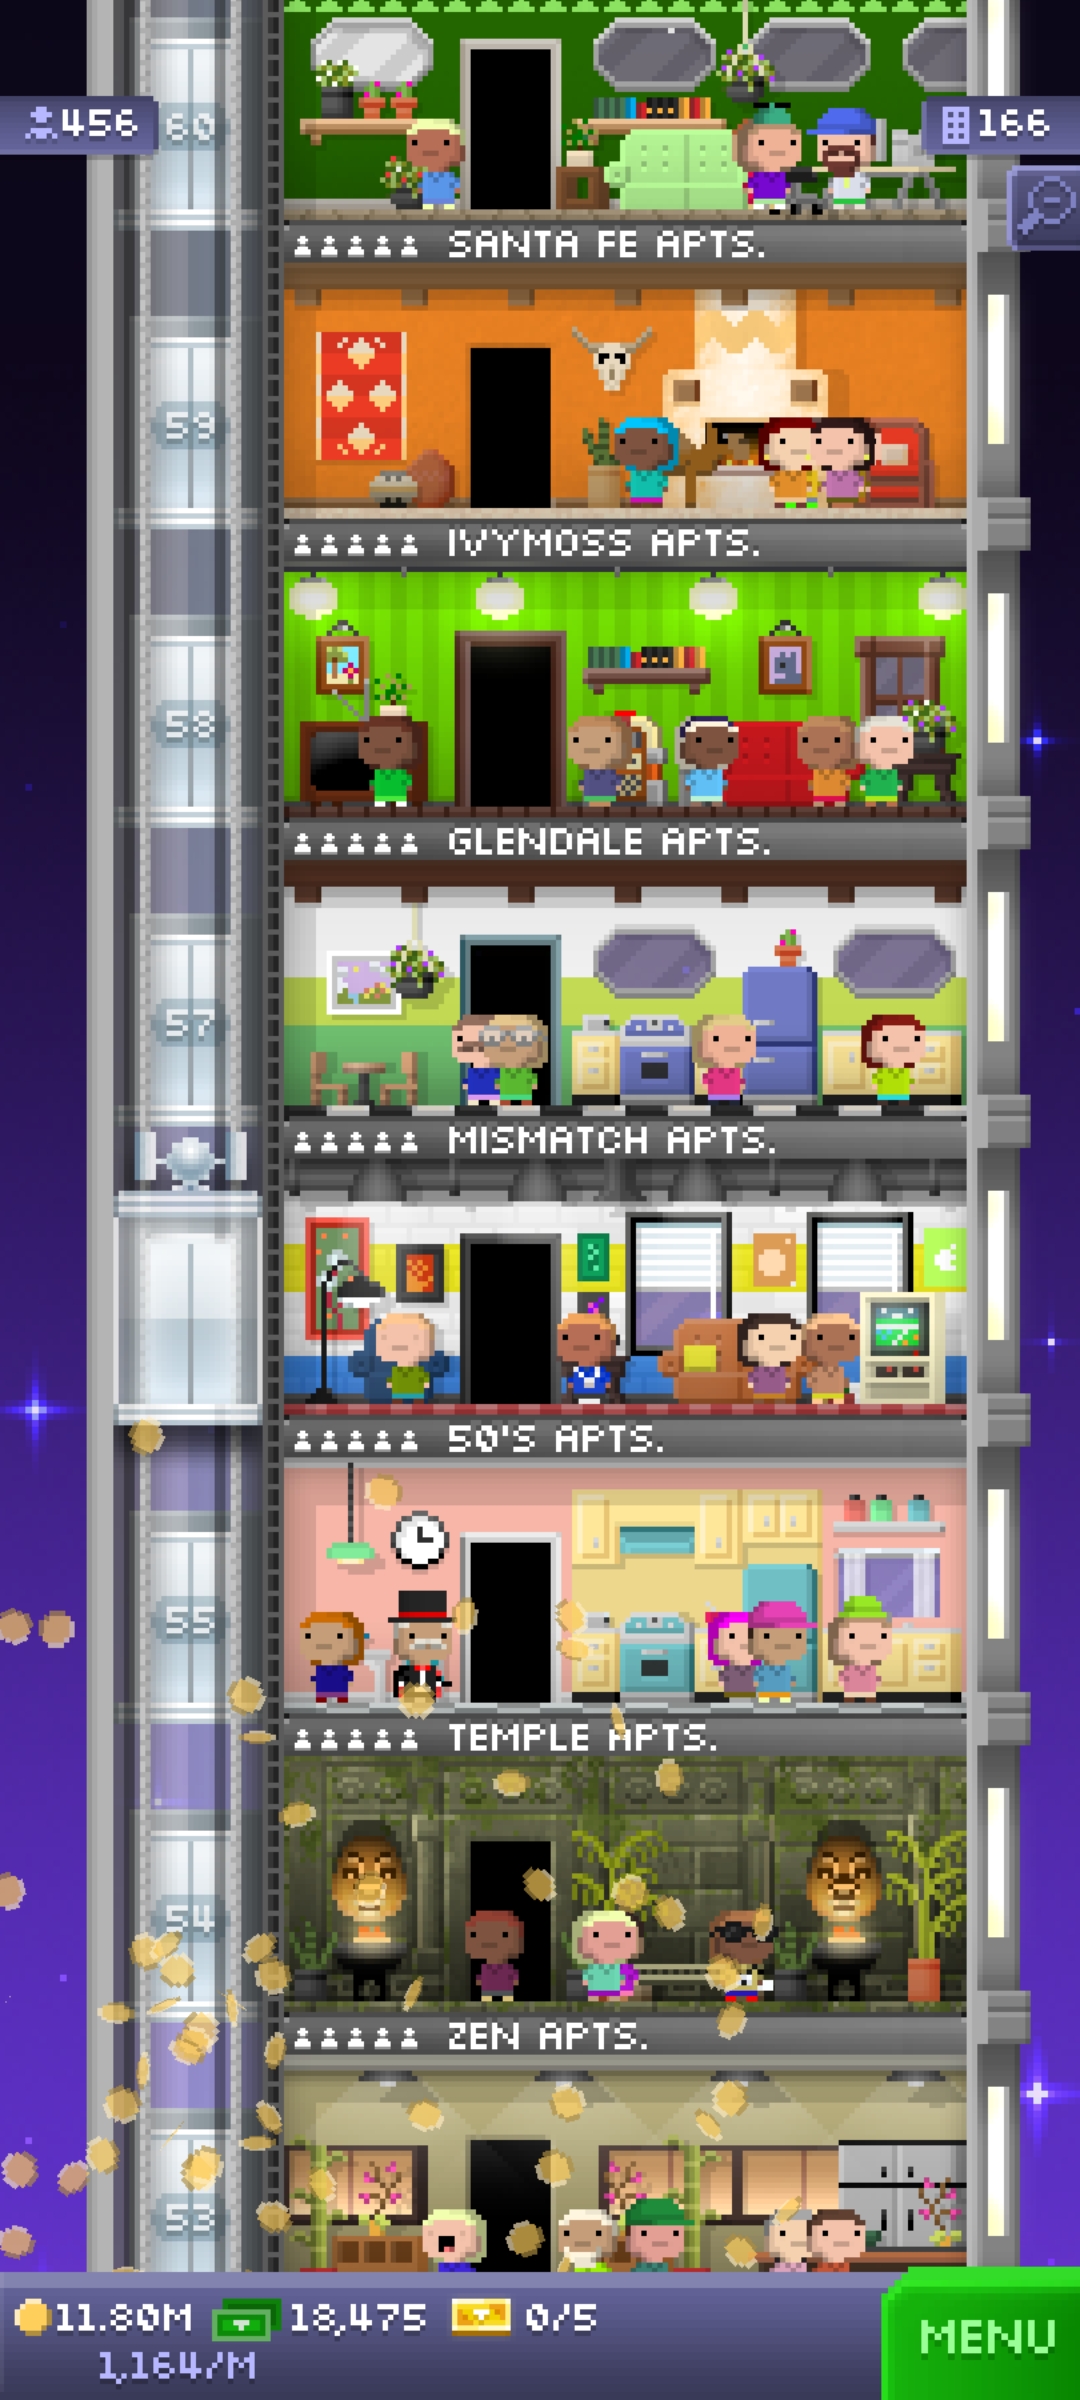 456
60
166
SANTA FE APTS.
59
IVYMOSS APTS.
58
GLENDALE APTS.
57
MISMATCH APTS.
50'S APTS.
55
TEMPLE APTS.
54
ZEN APTS.
53
11.80M 18,475 0/5
1,164/M
MENU